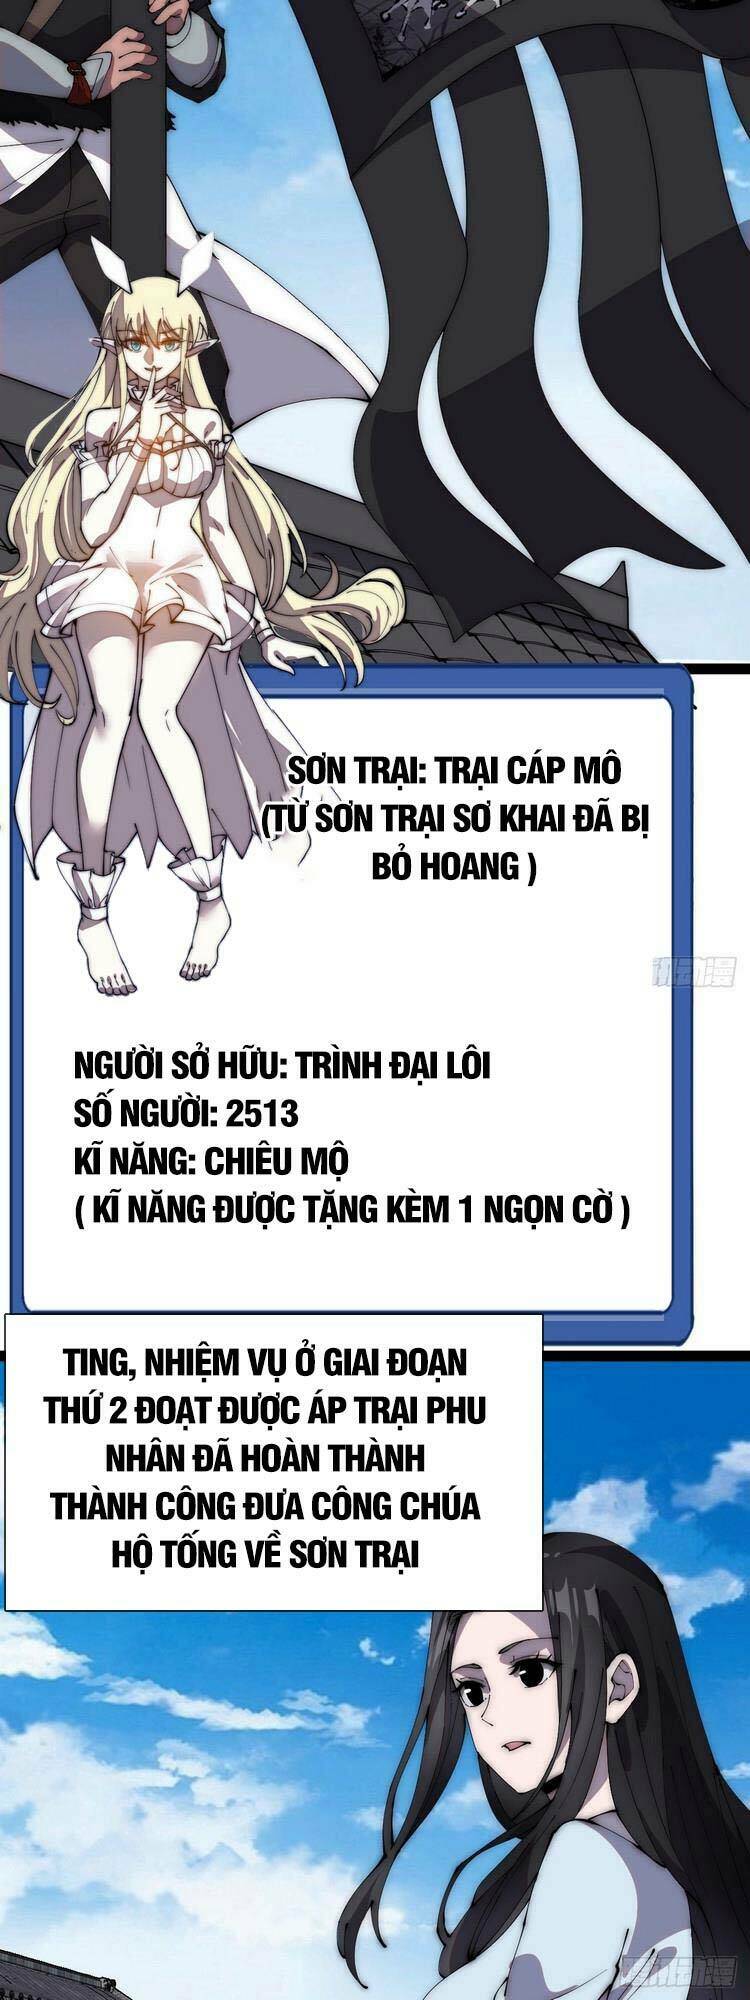 SƠN TRẠI: TRẠI CÁP MÔ
(TỪ SƠN TRẠI SƠ KHAI ĐÃ BỊ
BỎ HOANG )
NGƯỜI SỞ HỮU: TRÌNH ĐẠI LÔI
SỐ NGƯỜI: 2513
KĨ NĂNG: CHIÊU MỘ
( KĨ NĂNG ĐƯỢC TẶNG KÈM 1 NGỌN CỜ )
TING, NHIỆM VỤ Ở GIAI ĐOẠN
THỨ 2 ĐOẠT ĐƯỢC ÁP TRẠI PHU
NHÂN ĐÃ HOÀN THÀNH
THÀNH CÔNG ĐƯA CÔNG CHÚA
HỘ TỐNG VỀ SƠN TRẠI